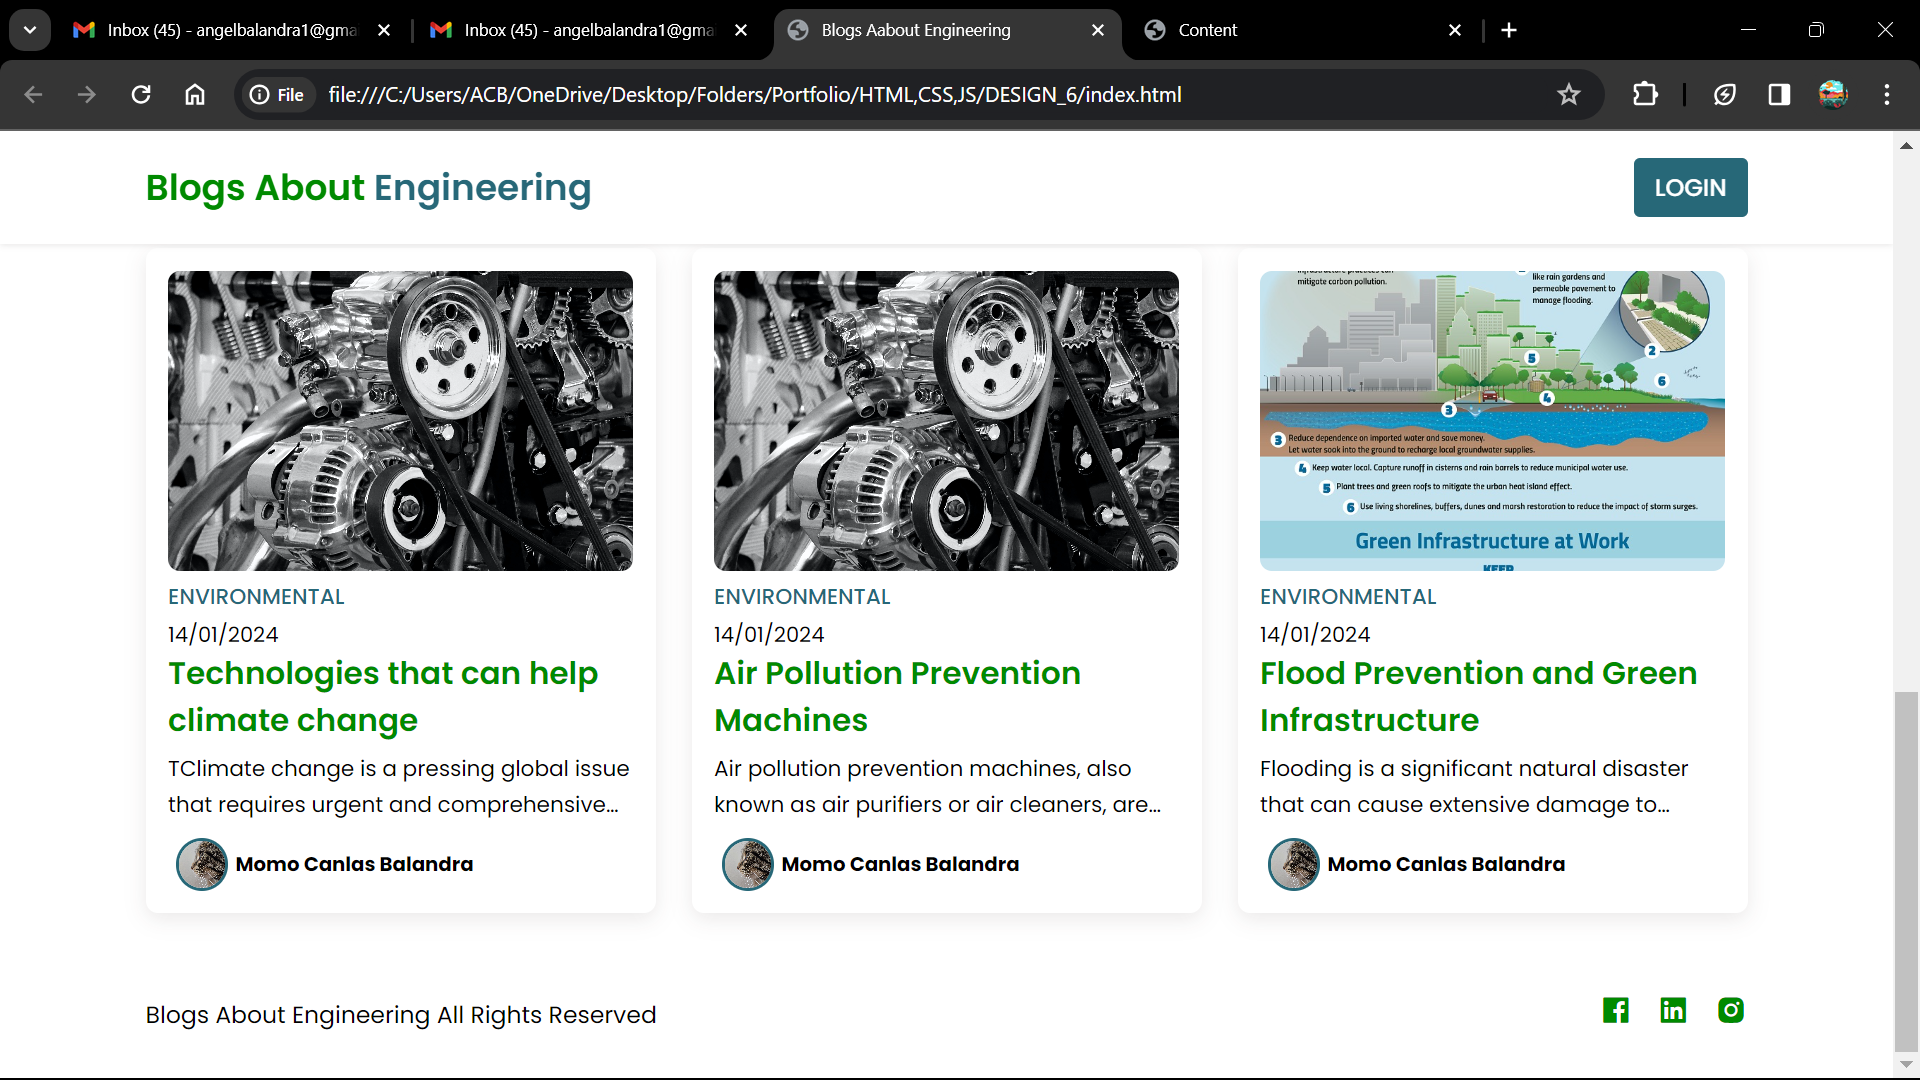 Inbox (45) - angelbalandra1@gma
Inbox (45) - angelbalandra1@gma
Blogs Aabout Engineering
Content
File
file:///C:/Users/ACB/OneDrive/Desktop/Folders/Portfolio/HTML,CSS,JS/DESIGN_6/index.html
Blogs About Engineering
LOGIN
ENVIRONMENTAL
14/01/2024
Technologies that can help
climate change
TClimate change is a pressing global issue
that requires urgent and comprehensive...
Momo Canlas Balandra
ENVIRONMENTAL
14/01/2024
Air Pollution Prevention
Machines
Air pollution prevention machines, also
known as air purifiers or air cleaners, are...
Momo Canlas Balandra
mitigate carbon pollution.
like rain gardens and
permeable pavement to
manage flooding.
2
5
6
4
3
3 Reduce dependence on imported water and save money.
Let water soak into the ground to recharge local groundwater supplies.
4 Keep water local. Capture runoff in cisterns and rain barrels to reduce municipal water use.
5 Plant trees and green roofs to mitigate the urban heat island effect.
6 Use living shorelines, buffers, dunes and marsh restoration to reduce the impact of storm surges.
Green Infrastructure at Work
KEEP
ENVIRONMENTAL
14/01/2024
Flood Prevention and Green
Infrastructure
Flooding is a significant natural disaster
that can cause extensive damage to...
Momo Canlas Balandra
Blogs About Engineering All Rights Reserved